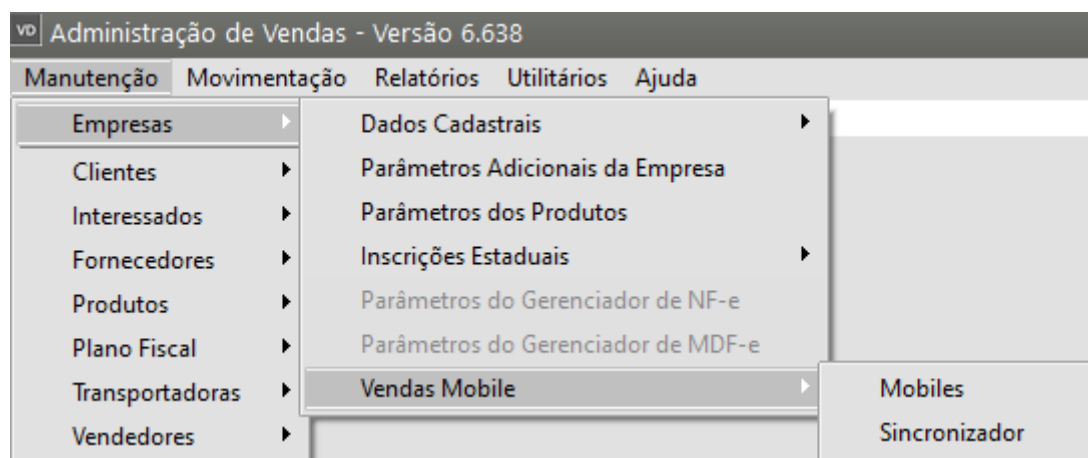 VD Administração de Vendas - Versão 6.638
Manutenção Movimentação Relatórios Utilitários Ajuda
Empresas
Clientes
Interessados
Fornecedores
Produtos
Plano Fiscal
Transportadoras
Vendedores
Dados Cadastrais
Parâmetros Adicionais da Empresa
Parâmetros dos Produtos
Inscrições Estaduais
Parâmetros do Gerenciador de NF-e
Parâmetros do Gerenciador de MDF-e
Vendas Mobile
Mobiles
Sincronizador